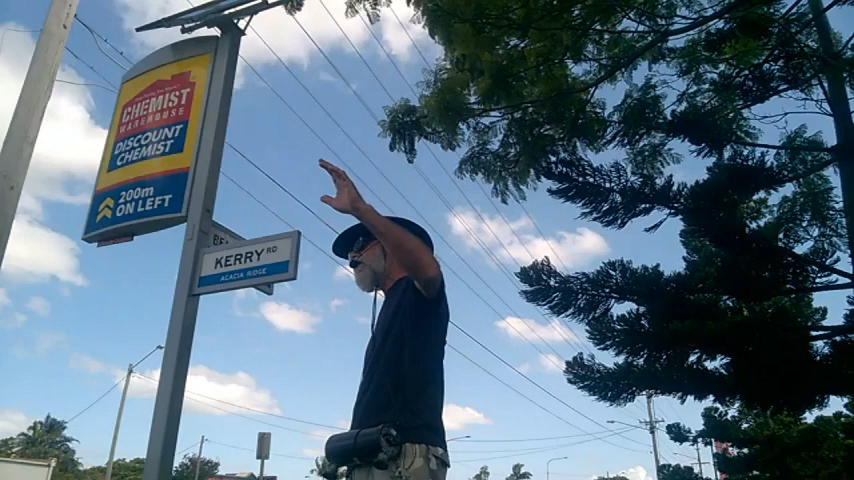 CHEMIST
WAREHOUSE
DISCOUNT
CHEMIST
200m
ON LEFT
KERRY RD
ACACIA RIDGE